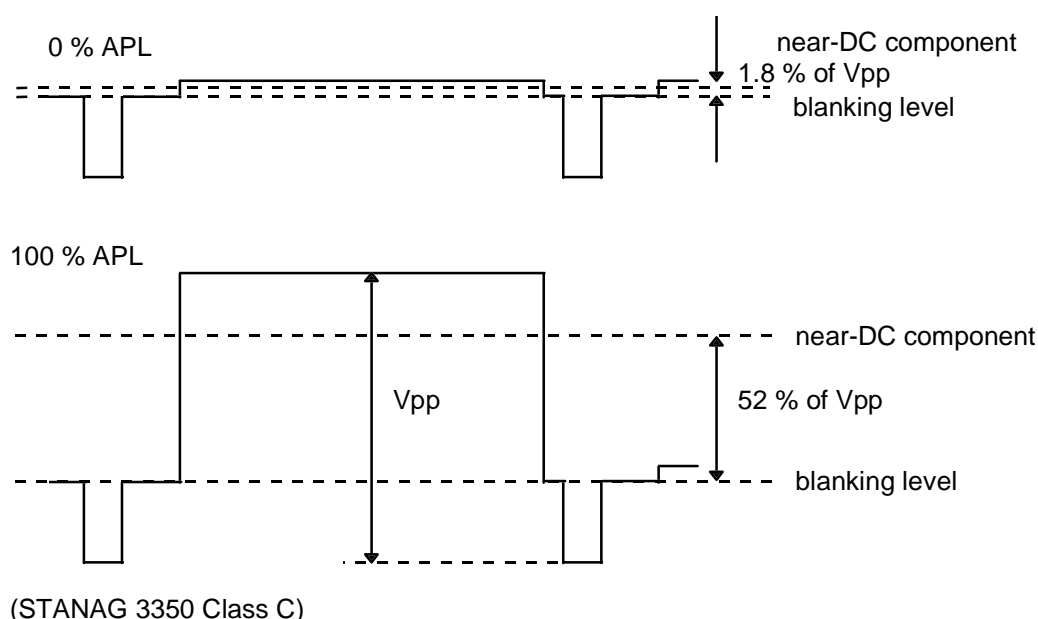 0 % APL
near-DC component
1.8 % of Vpp
blanking level
100 % APL
near-DC component
Vpp
52 % of Vpp
blanking level
(STANAG 3350 Class C)